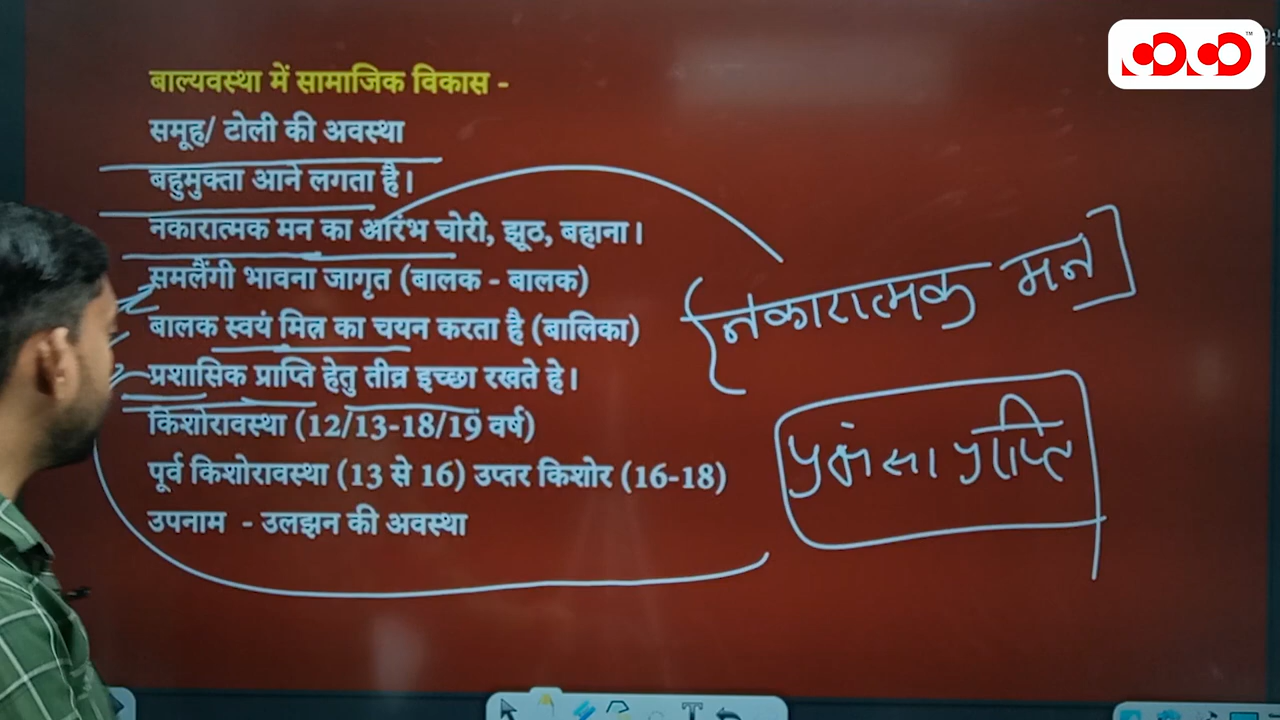 बाल्यवस्था में सामाजिक विकास -
समूह/ टोली की अवस्था
बहुमुक्ता आने लगता है।
नकारात्मक मन का आरंभ चोरी, झूठ, बहाना।
समलैंगी भावना जागृत (बालक - बालक)
बालक स्वयं मित्र का चयन करता है (बालिका)
प्रशासिक प्राप्ति हेतु तीव्र इच्छा रखते हे।
किशोरावस्था (12/13-18/19 वर्ष)
पूर्व किशोरावस्था (13 से 16) उप्तर किशोर (16-18)
उपनाम - उलझन की अवस्था
[नकारात्मक मन]
प्रसंसा प्राप्ति